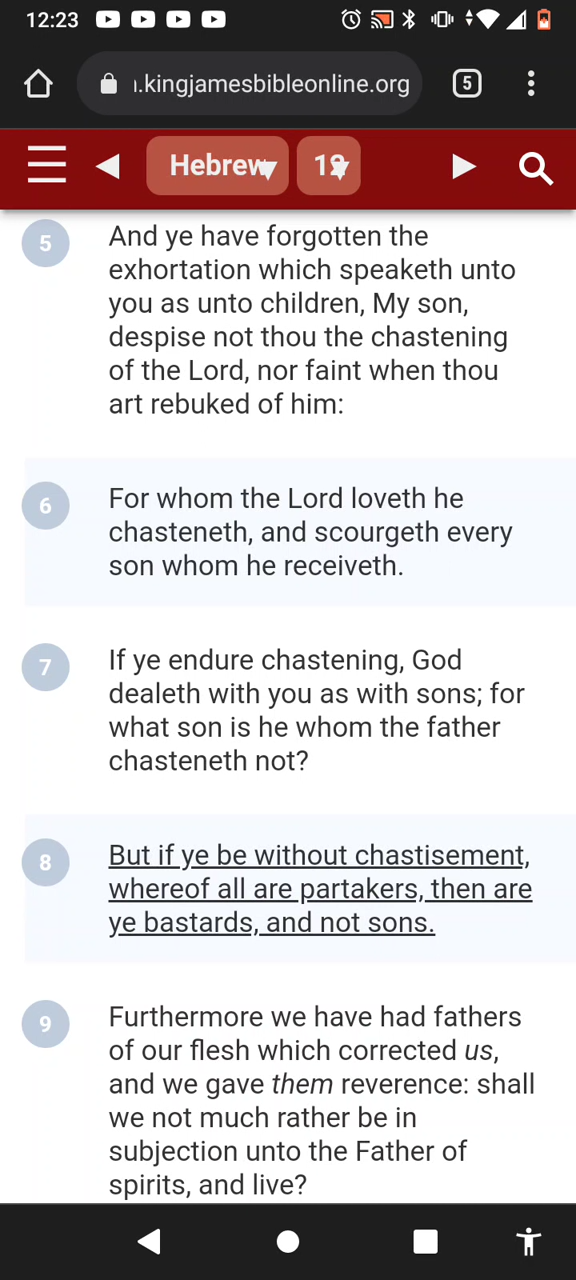 12:23
n.kingjamesbibleonline.org
5
Hebrew
12
5
And ye have forgotten the
exhortation which speaketh unto
you as unto children, My son,
despise not thou the chastening
of the Lord, nor faint when thou
art rebuked of him:
6
For whom the Lord loveth he
chasteneth, and scourgeth every
son whom he receiveth.
7
If ye endure chastening, God
dealeth with you as with sons; for
what son is he whom the father
chasteneth not?
8
But if ye be without chastisement,
whereof all are partakers, then are
ye bastards, and not sons.
9
Furthermore we have had fathers
of our flesh which corrected us,
and we gave them reverence: shall
we not much rather be in
subjection unto the Father of
spirits, and live?